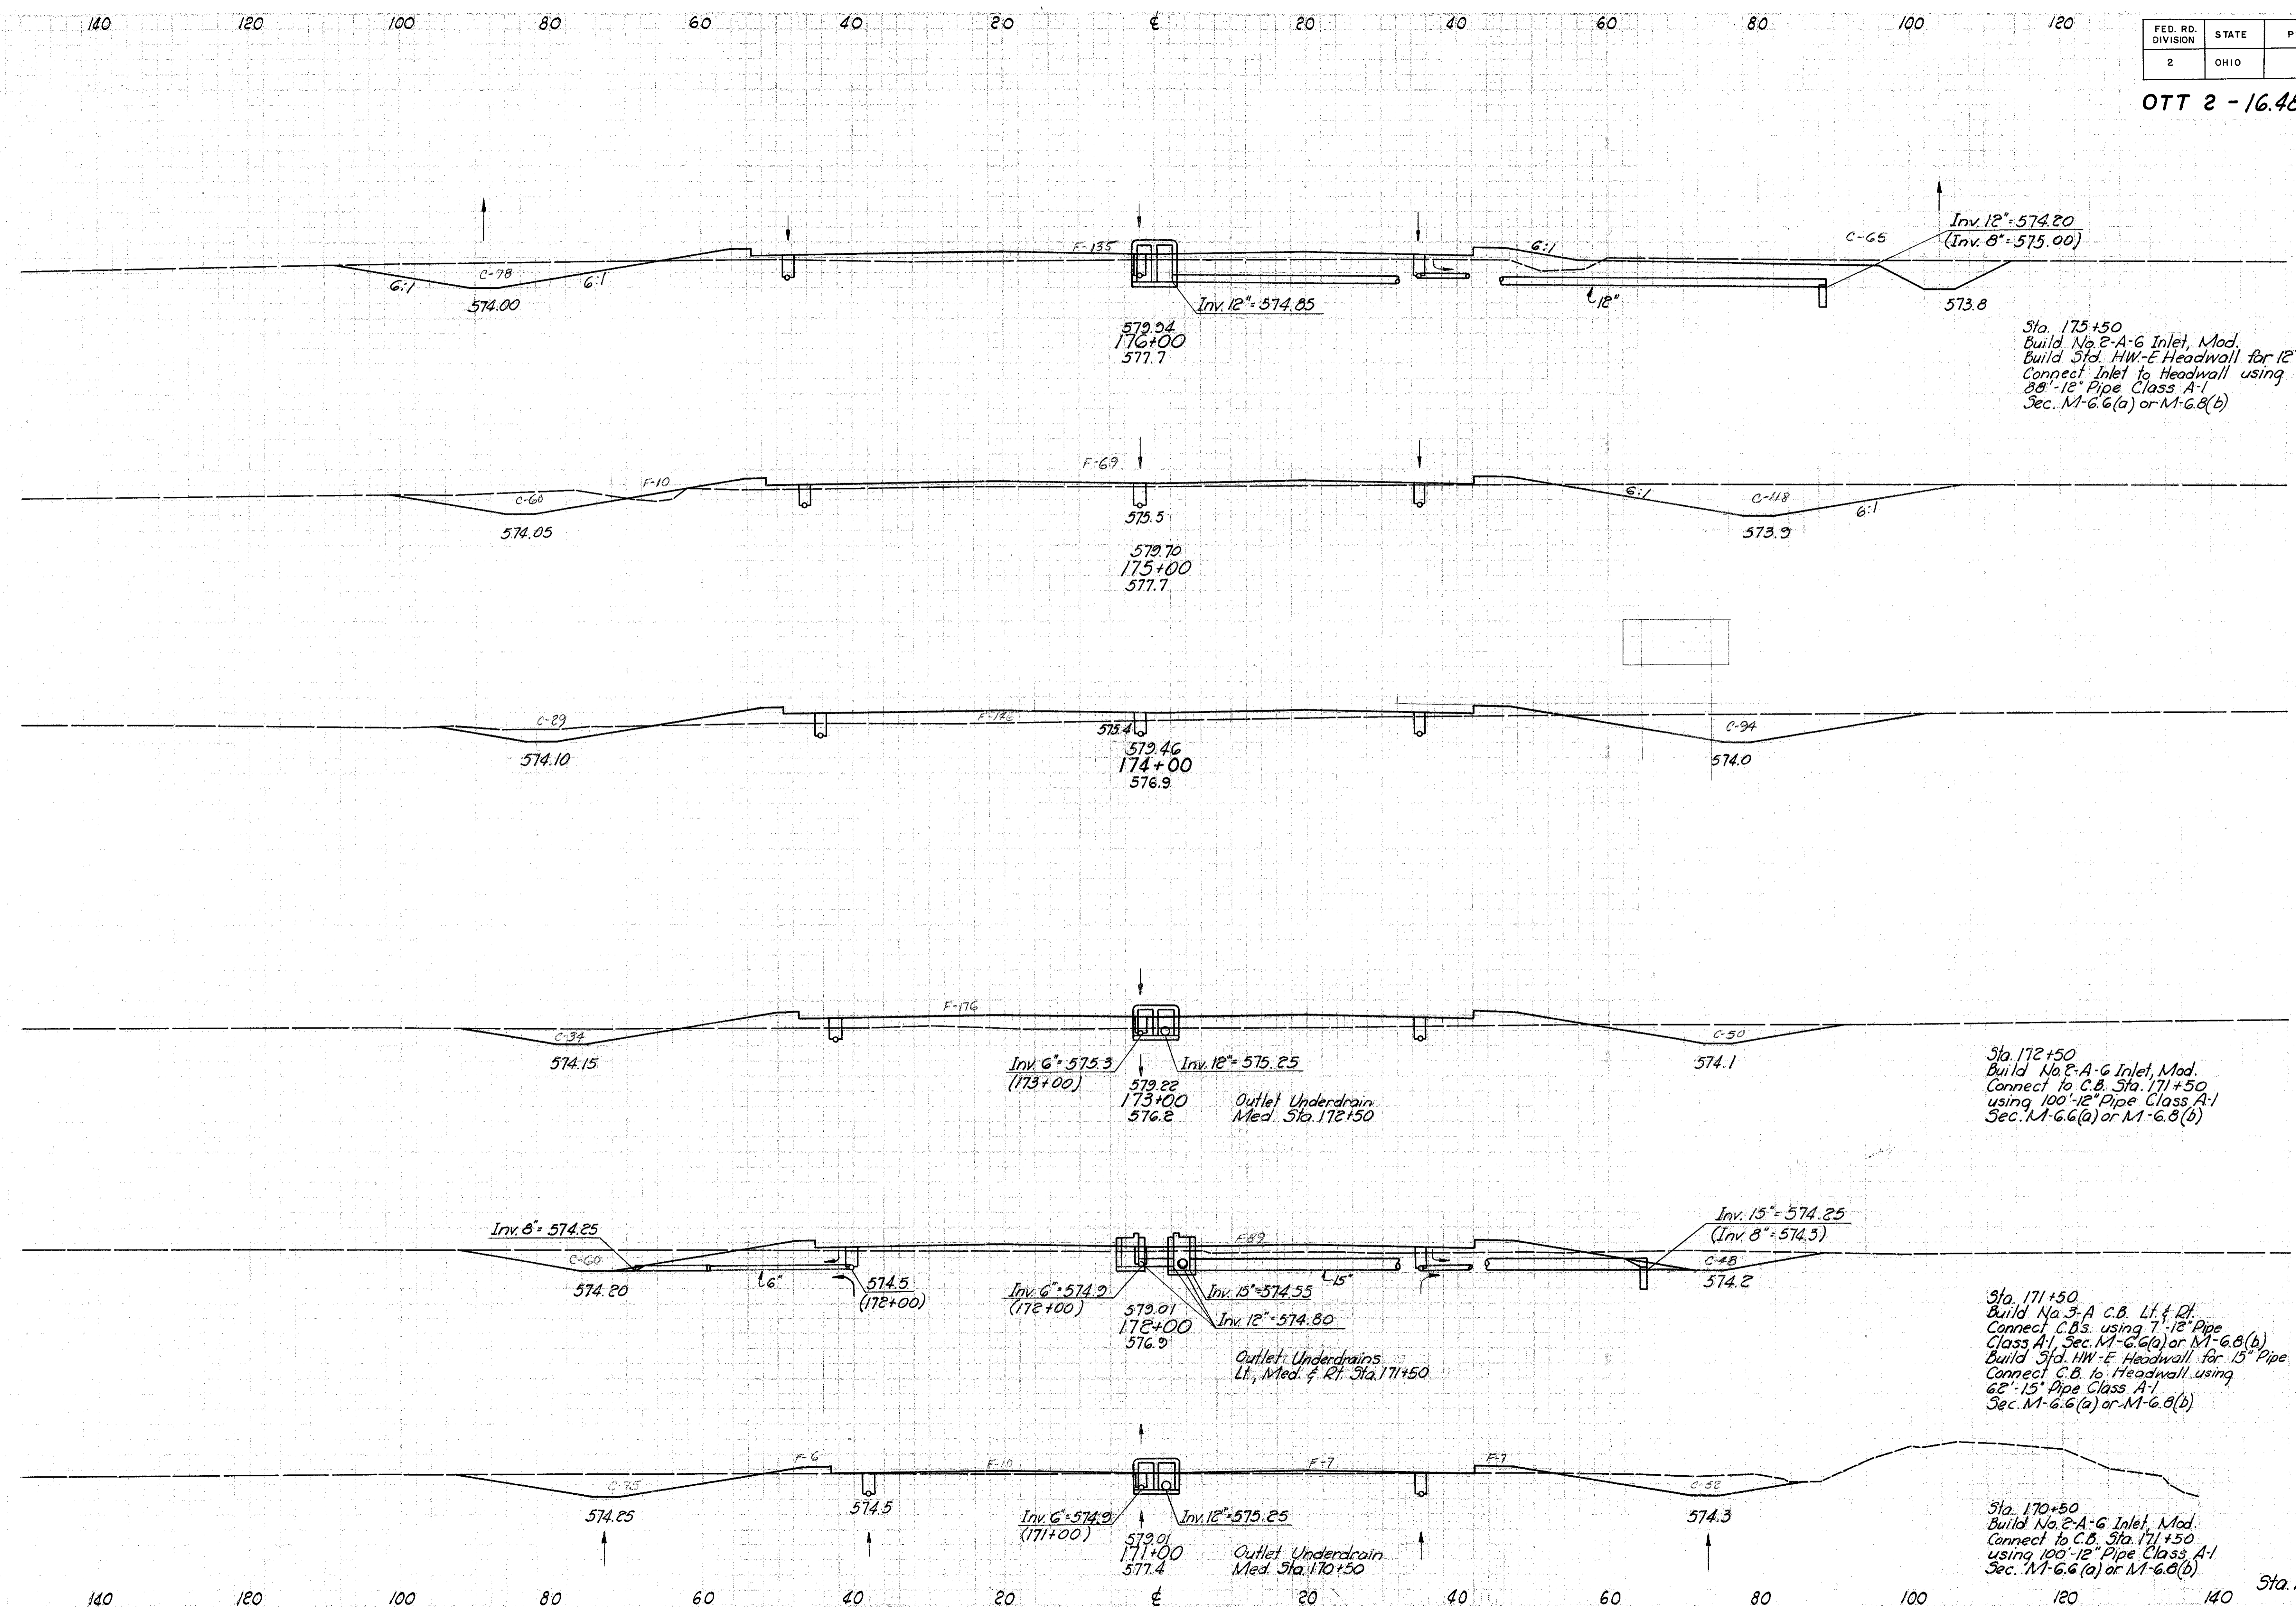 140 120 100 80 60 40 20 ℄ 20 40 60 80 100 120
FED. RD. DIVISION STATE P
2 OHIO
OTT 2 - 16.48
Inv. 12" = 574.20
(Inv. 8" = 575.00)
F-135
6:1
C-65
C-78
6:1
6:1
574.00
Inv. 12" = 574.85
12"
573.8
579.94
176+00
577.7
Sta. 175+50
Build No. 2-A-6 Inlet, Mod.
Build Std. HW-E Headwall for 12"
Connect Inlet to Headwall using
88'-12" Pipe Class A-1
Sec. M-6.6(a) or M-6.8(b)
F-69
F-10
C-60
6:1
C-118
6:1
574.05
575.5
573.9
579.70
175+00
577.7
C-29
F-146
C-94
575.4
574.10
574.0
579.46
174+00
576.9
F-176
C-34
C-50
574.15
574.1
Inv. 6" = 575.3
(173+00)
Inv. 12" = 575.25
579.22
173+00
576.2
Outlet Underdrain
Med. Sta. 172+50
Sta. 172+50
Build No. 2-A-6 Inlet, Mod.
Connect to C.B. Sta. 171+50
using 100'-12" Pipe Class A-1
Sec. M-6.6(a) or M-6.8(b)
Inv. 8" = 574.25
Inv. 15" = 574.25
(Inv. 8" = 574.3)
F-89
C-60
C-48
574.20
6"
574.5
(172+00)
15"
574.2
Inv. 6" = 574.9
(172+00)
Inv. 15" = 574.55
Inv. 12" = 574.80
579.01
172+00
576.9
Outlet Underdrains
Lt., Med. & Rt. Sta. 171+50
Sta. 171+50
Build No. 3-A C.B. Lt. & Rt.
Connect C.B's. using 7'-12" Pipe
Class A-1, Sec. M-6.6(a) or M-6.8(b)
Build Std. HW-E Headwall for 15" Pipe
Connect C.B. to Headwall using
62'-15" Pipe Class A-1
Sec. M-6.6(a) or M-6.8(b)
F-6
F-10
F-7
F-7
C-75
C-52
574.25
574.5
574.3
Inv. 6" = 574.9
(171+00)
Inv. 12" = 575.25
579.01
171+00
577.4
Outlet Underdrain
Med. Sta. 170+50
Sta. 170+50
Build No. 2-A-6 Inlet, Mod.
Connect to C.B. Sta. 171+50
using 100'-12" Pipe Class A-1
Sec. M-6.6(a) or M-6.8(b)
Sta.
140 120 100 80 60 40 20 ℄ 20 40 60 80 100 120 140